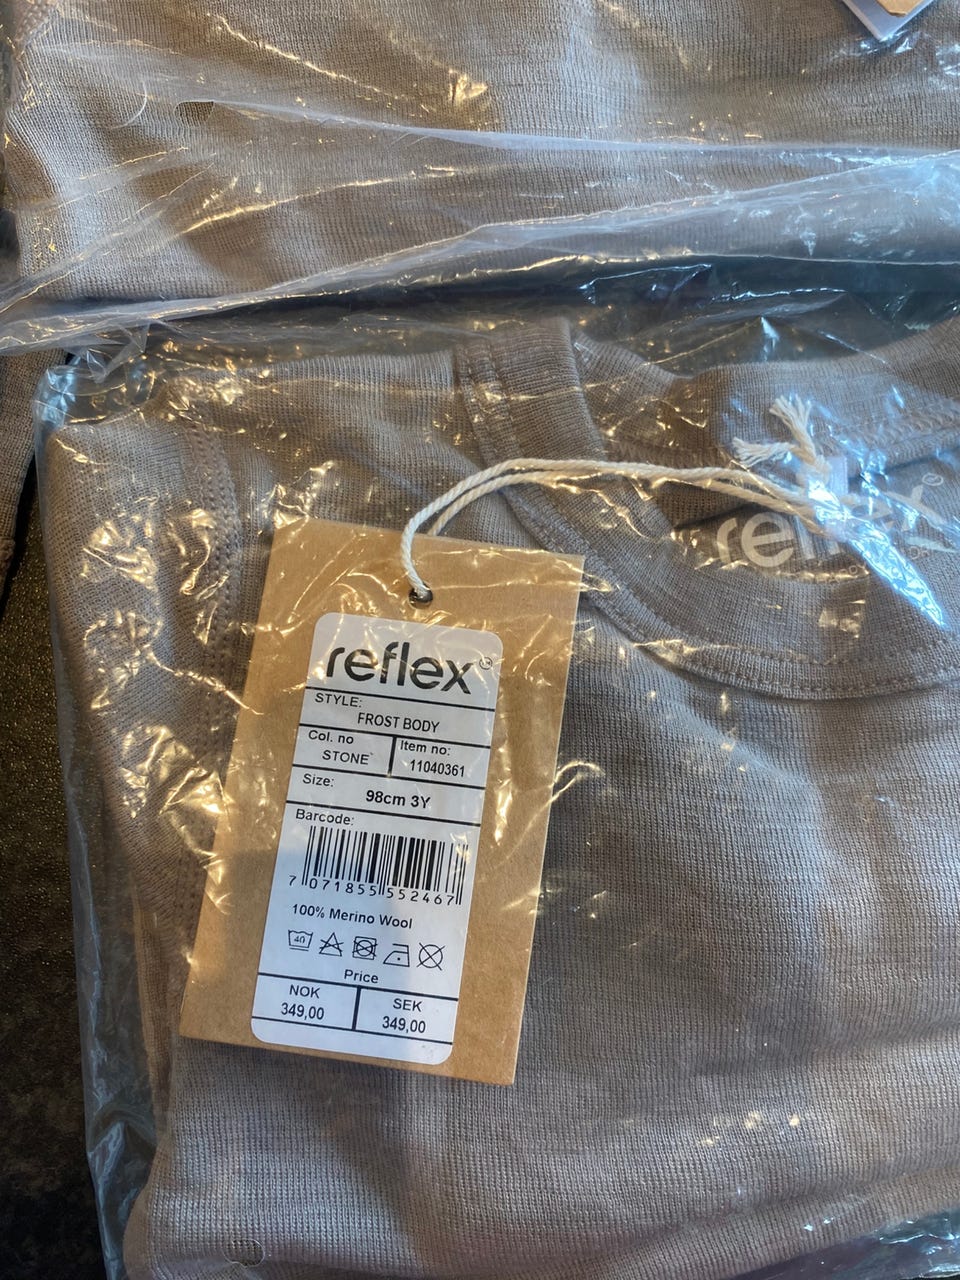 reflex®
reflex®
STYLE:
FROST BODY
Col. no
STONE
Item no:
11040361
Size:
98cm 3Y
Barcode:
7 071855 552467
100% Merino Wool
40
Price
NOK
349,00
SEK
349,00